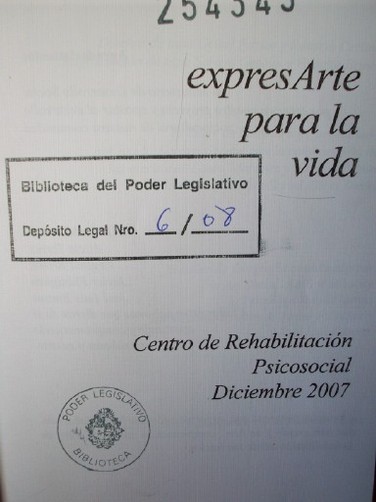 254345
expresArte
para la
vida
Biblioteca del Poder Legislativo
Depósito Legal Nro. 6 / 08
Centro de Rehabilitación
Psicosocial
Diciembre 2007
PODER LEGISLATIVO
BIBLIOTECA